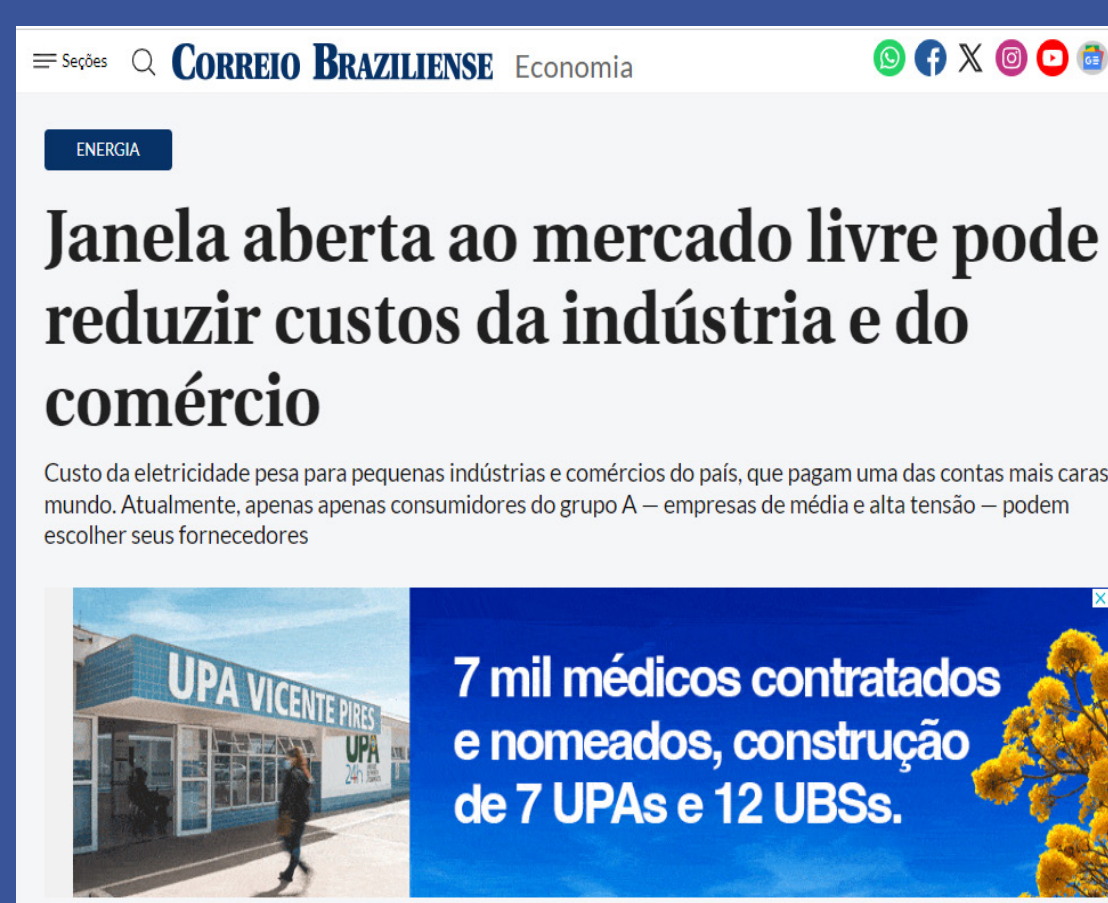 Seções CORREIO BRAZILIENSE Economia
ENERGIA
Janela aberta ao mercado livre pode
reduzir custos da indústria e do
comércio
Custo da eletricidade pesa para pequenas indústrias e comércios do país, que pagam uma das contas mais caras
mundo. Atualmente, apenas apenas consumidores do grupo A — empresas de média e alta tensão — podem
escolher seus fornecedores
UPA VICENTE PIRES
UPA
24h
7 mil médicos contratados
e nomeados, construção
de 7 UPAs e 12 UBSs.